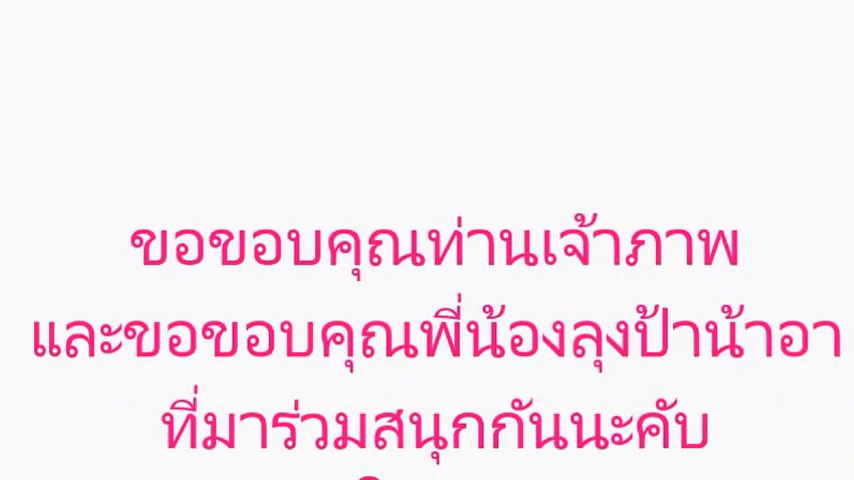 ขอขอบคุณท่านเจ้าภาพ
และขอขอบคุณพี่น้องลุงป้าน้าอา
ที่มาร่วมสนุกกันนะคับ